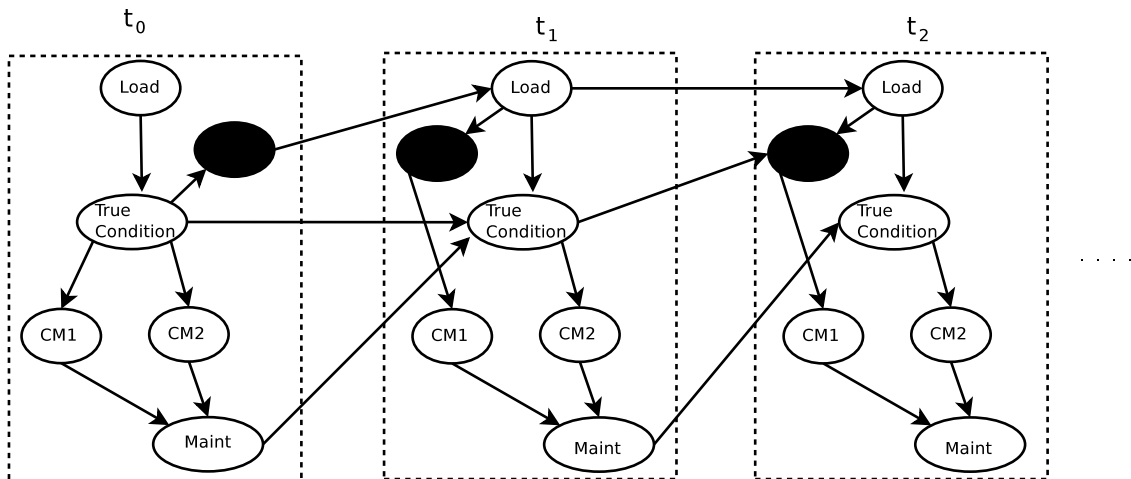 t0
t1
t2
Load
True
Condition
CM1
CM2
Maint
Load
True
Condition
CM1
CM2
Maint
Load
True
Condition
CM1
CM2
Maint
. . . .